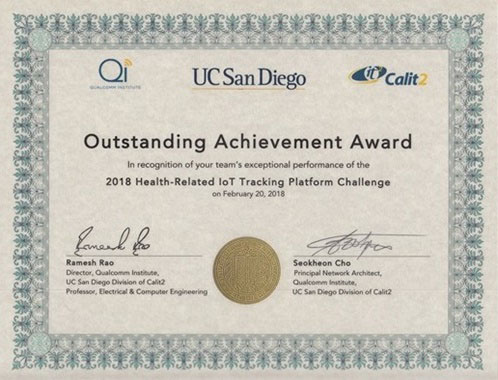 Qi
QUALCOMM INSTITUTE
UC San Diego
it2 Calit2
Outstanding Achievement Award
In recognition of your team's exceptional performance of the
2018 Health-Related IoT Tracking Platform Challenge
on February 20, 2018
Ramesh Rao
Ramesh Rao
Director, Qualcomm Institute,
UC San Diego Division of Calit2
Professor, Electrical & Computer Engineering
Seokheon Cho
Principal Network Architect,
Qualcomm Institute,
UC San Diego Division of Calit2